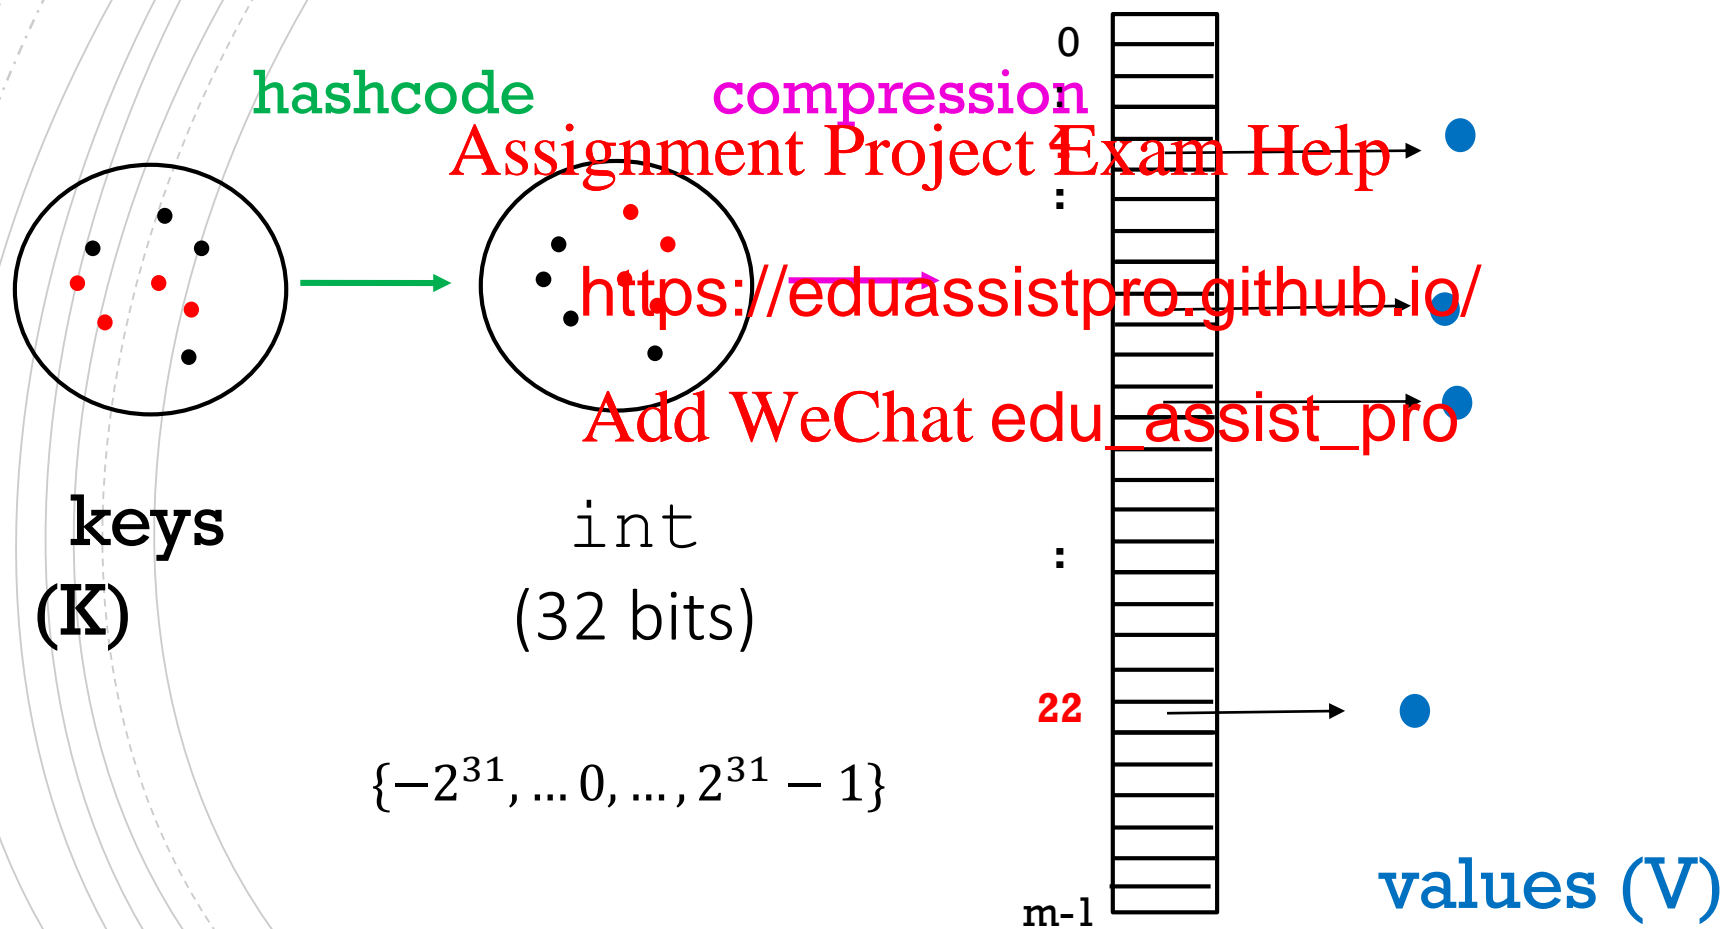 0
hashcode
compression
:
4
Assignment Project Exam Help
:
https://eduassistpro.github.io/
Add WeChat edu_assist_pro
keys
(K)
int
(32 bits)
:
22
{−2³¹, … 0, … , 2³¹ − 1}
values (V)
m-1